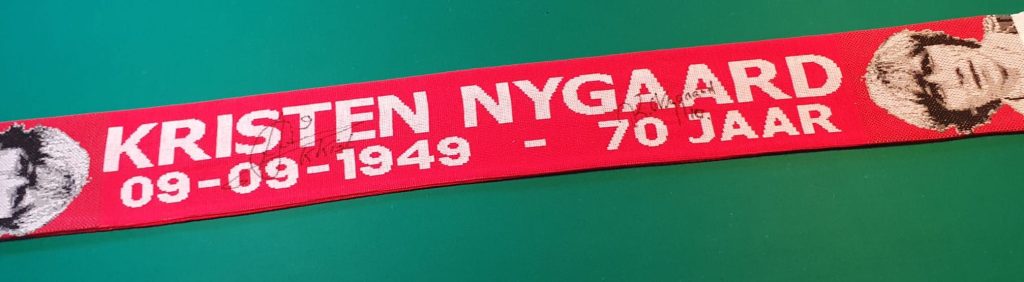 KRISTEN NYGAARD
09-09-1949 - 70 JAAR